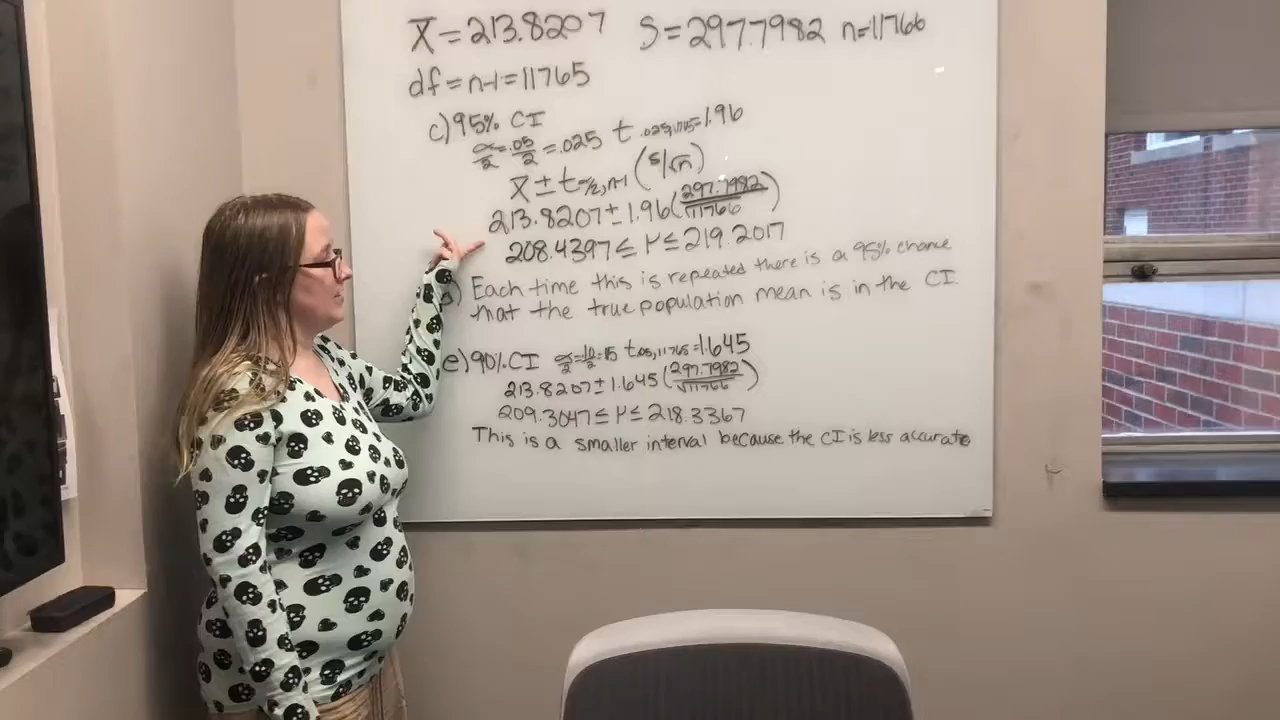 X̄ = 213.8207 S = 297.7982 n=11766
df = n-1 = 11765
c) 95% CI
α/2 = .05/2 = .025 t .025,11765 = 1.96
X̄ ± t α/2, n-1 (s/√n)
213.8207 ± 1.96 (297.7982/√11766)
208.4397 ≤ μ ≤ 219.2017
) Each time this is repeated there is a 95% chance
that the true population mean is in the CI.
e) 90% CI α/2 = .10/2 = .05 t.05, 11765 = 1.645
213.8207 ± 1.645 (297.7982/√11766)
209.3047 ≤ μ ≤ 218.3367
This is a smaller interval because the CI is less accurate